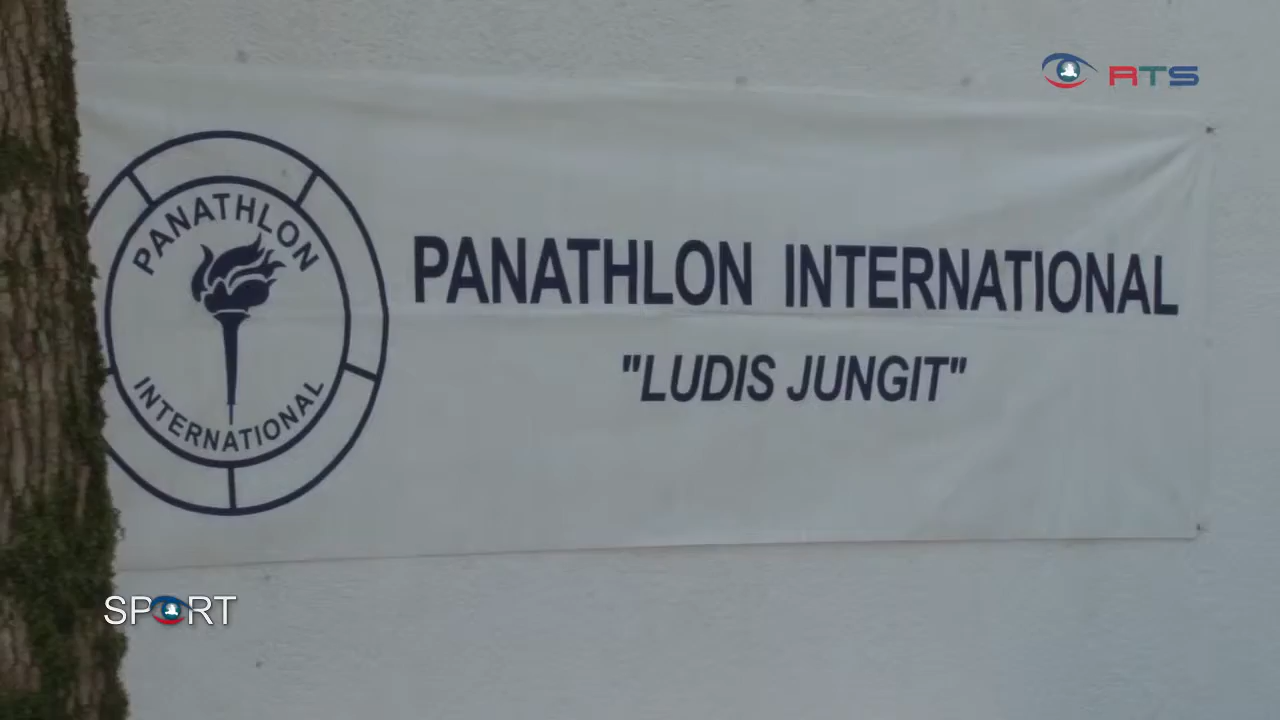 RTS
PANATHLON
INTERNATIONAL
PANATHLON INTERNATIONAL
"LUDIS JUNGIT"
SPORT